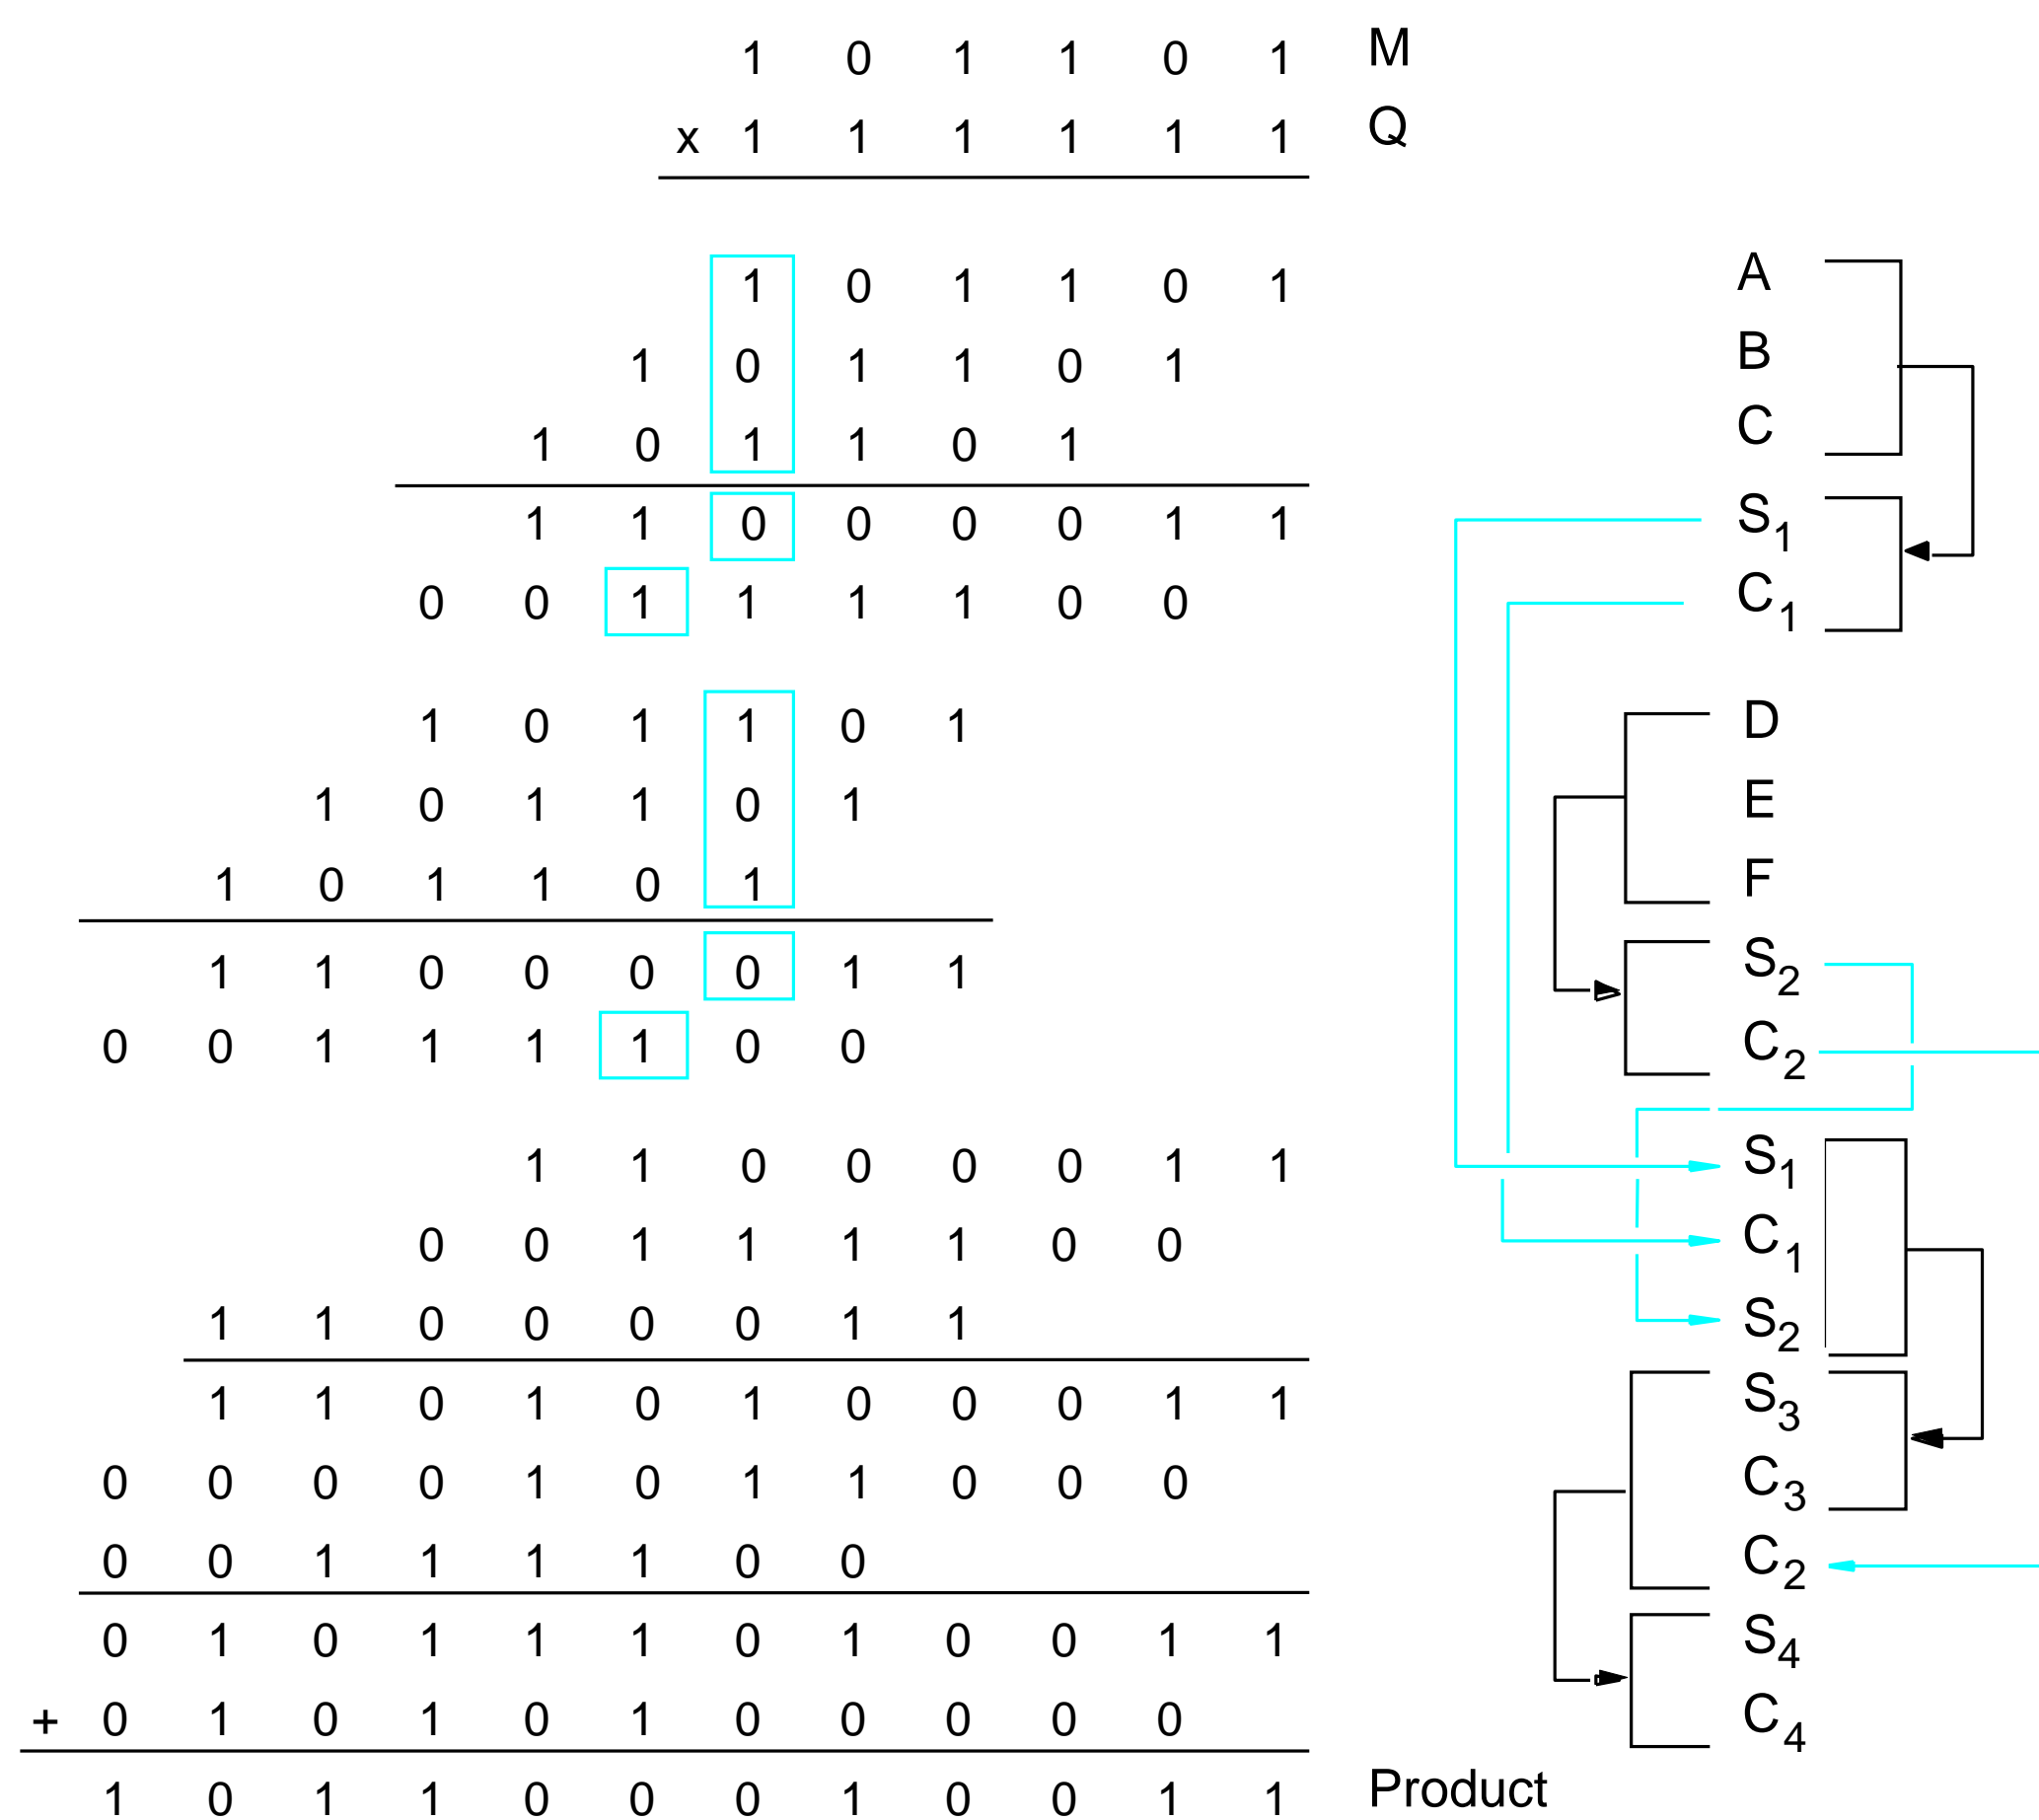 1 0 1 1 0 1 M
x 1 1 1 1 1 1 Q
1 0 1 1 0 1 A
1 0 1 1 0 1 B
1 0 1 1 0 1 C
1 1 0 0 0 0 1 1 S1
0 0 1 1 1 1 0 0 C1
1 0 1 1 0 1 D
1 0 1 1 0 1 E
1 0 1 1 0 1 F
1 1 0 0 0 0 1 1 S2
0 0 1 1 1 1 0 0 C2
1 1 0 0 0 0 1 1 S1
0 0 1 1 1 1 0 0 C1
1 1 0 0 0 0 1 1 S2
1 1 0 1 0 1 0 0 0 1 1 S3
0 0 0 0 1 0 1 1 0 0 0 C3
0 0 1 1 1 1 0 0 C2
0 1 0 1 1 1 0 1 0 0 1 1 S4
+ 0 1 0 1 0 1 0 0 0 0 0 C4
1 0 1 1 0 0 0 1 0 0 1 1 Product